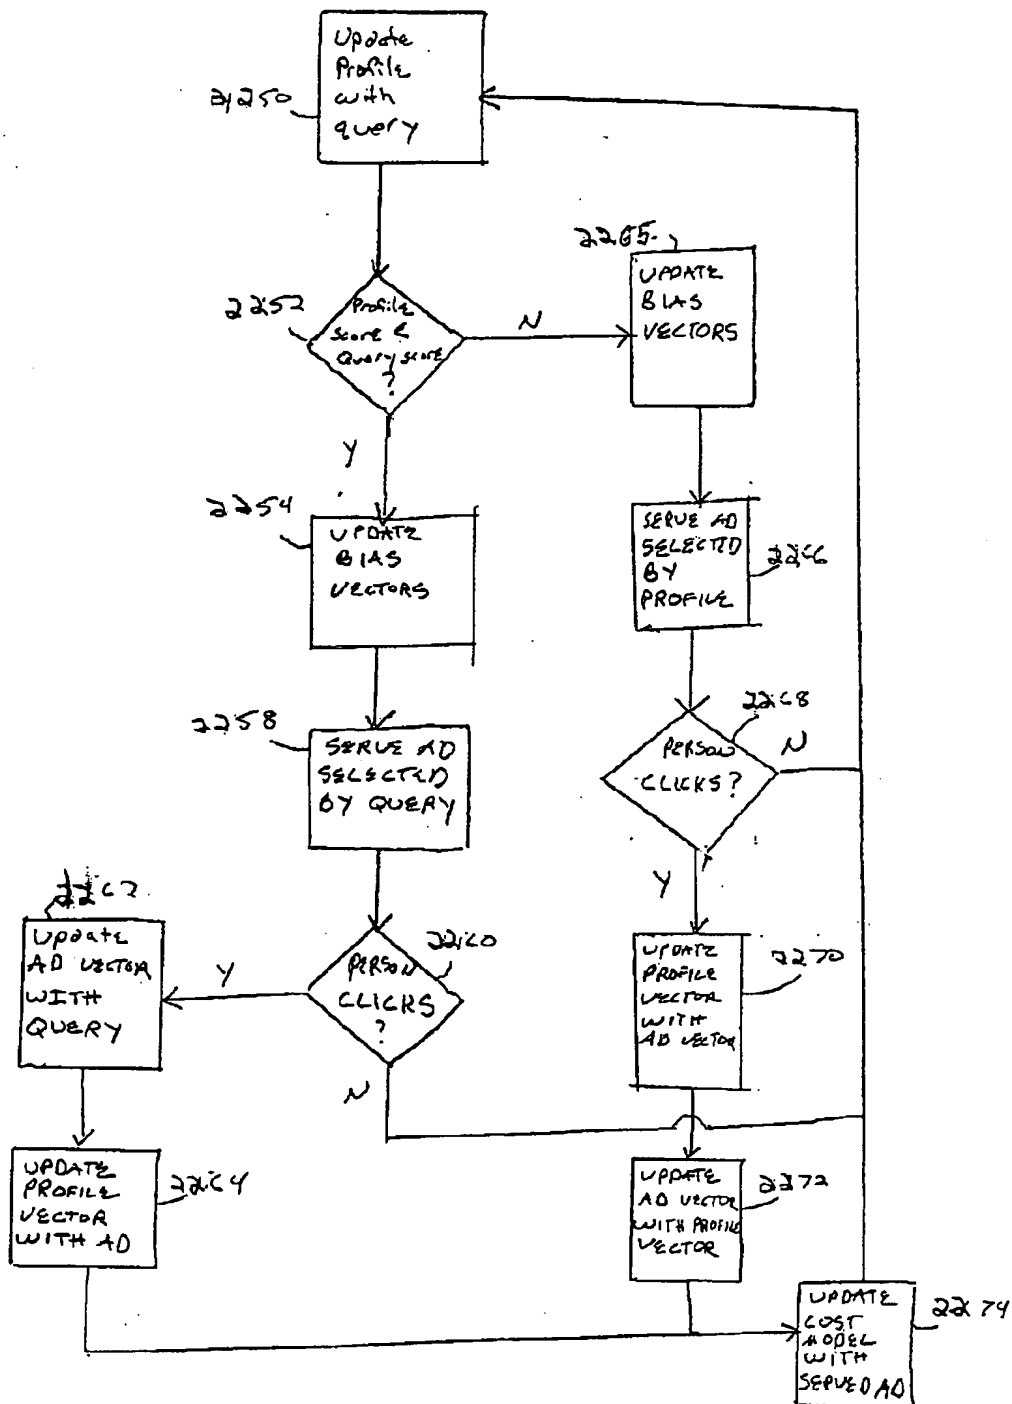 Update
Profile
with
query
2250
2265
UPDATE
BIAS
VECTORS
2252
Profile
score <
Query score
?
N
Y
2254
UPDATE
BIAS
VECTORS
SERVE AD
SELECTED
BY
PROFILE
2266
2258
SERVE AD
SELECTED
BY QUERY
2268
PERSON
CLICKS?
N
Y
2262
Update
AD VECTOR
WITH
QUERY
Y
2260
PERSON
CLICKS
?
N
UPDATE
PROFILE
VECTOR
WITH
AD VECTOR
2270
UPDATE
PROFILE
VECTOR
WITH AD
2264
UPDATE
AD VECTOR
WITH PROFILE
VECTOR
2272
UPDATE
COST
MODEL
WITH
SERVED AD
2274